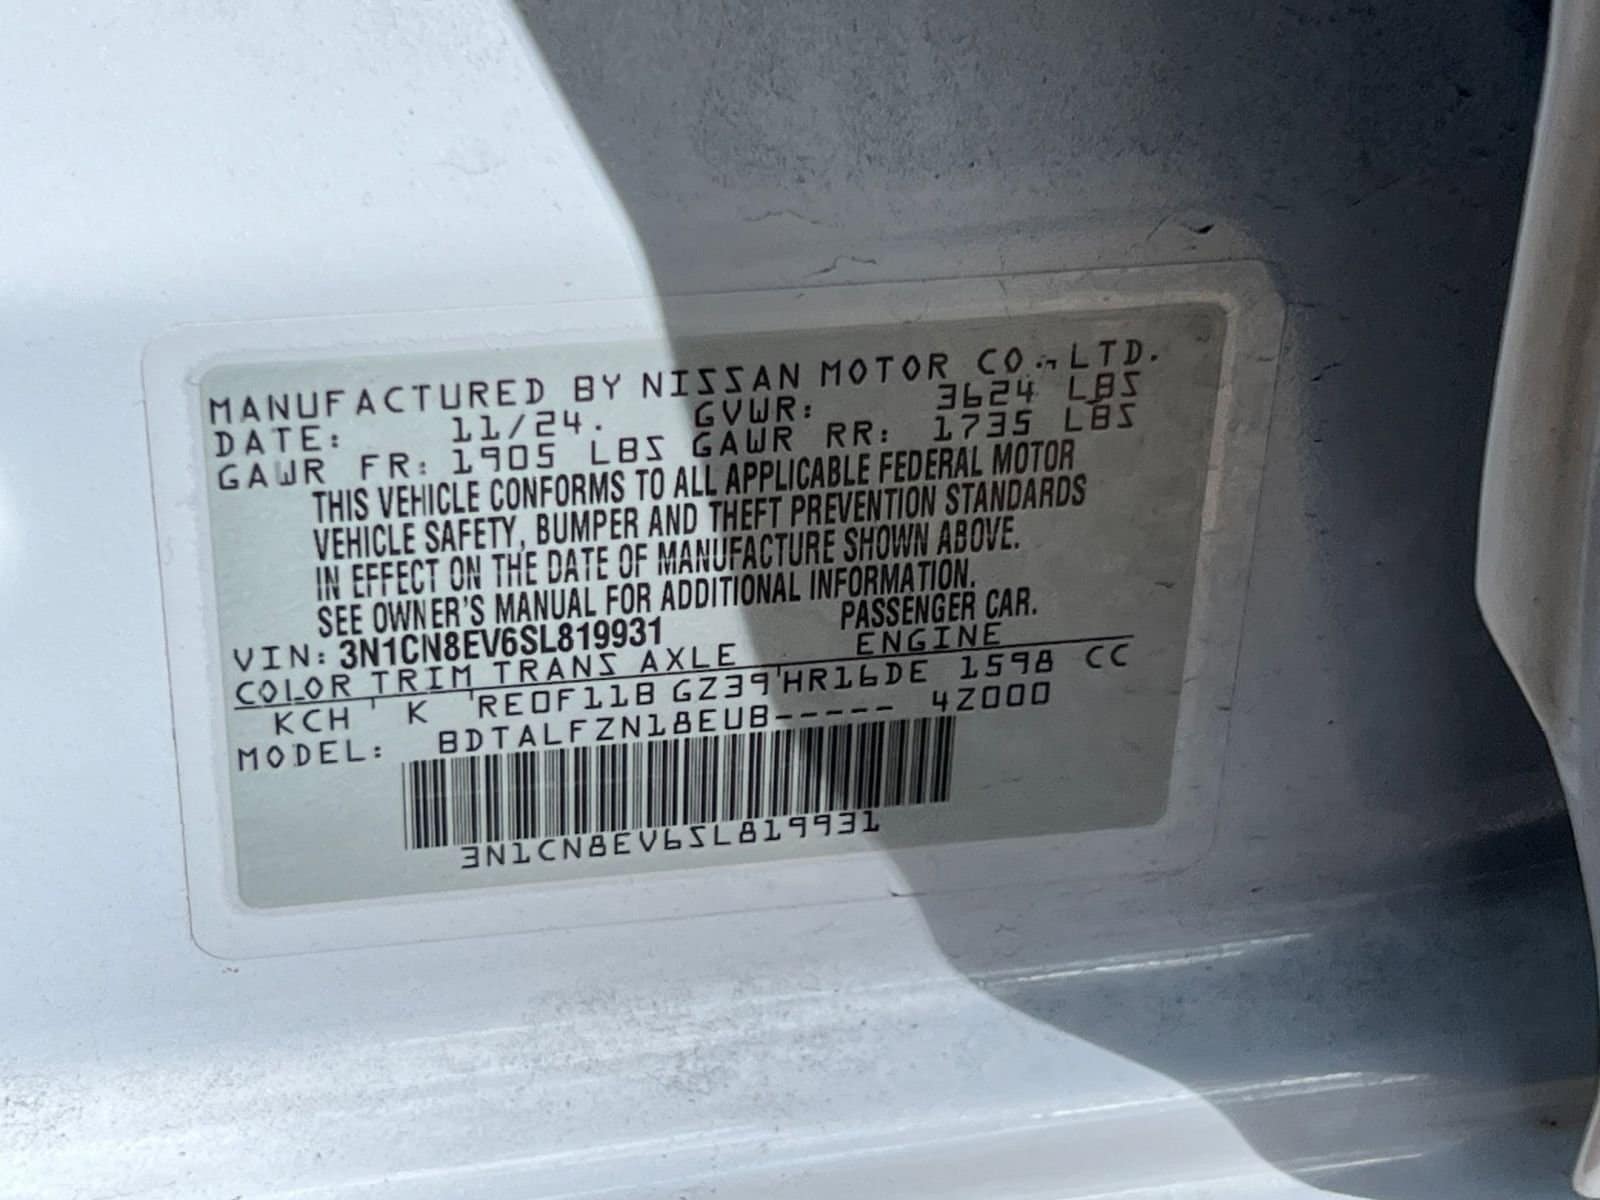 MANUFACTURED BY NISSAN MOTOR CO., LTD.
DATE: 11/24. GVWR: 3624 LBS
GAWR FR: 1905 LBS GAWR RR: 1735 LBS
THIS VEHICLE CONFORMS TO ALL APPLICABLE FEDERAL MOTOR
VEHICLE SAFETY, BUMPER AND THEFT PREVENTION STANDARDS
IN EFFECT ON THE DATE OF MANUFACTURE SHOWN ABOVE.
SEE OWNER'S MANUAL FOR ADDITIONAL INFORMATION.
PASSENGER CAR.
VIN: 3N1CN8EV6SL819931
COLOR TRIM TRANS AXLE ENGINE
KCH K RE0F11B GZ39 HR16DE 1598 CC
MODEL: BDTALFZN18EUB----- 4Z000
3N1CN8EV6SL819931